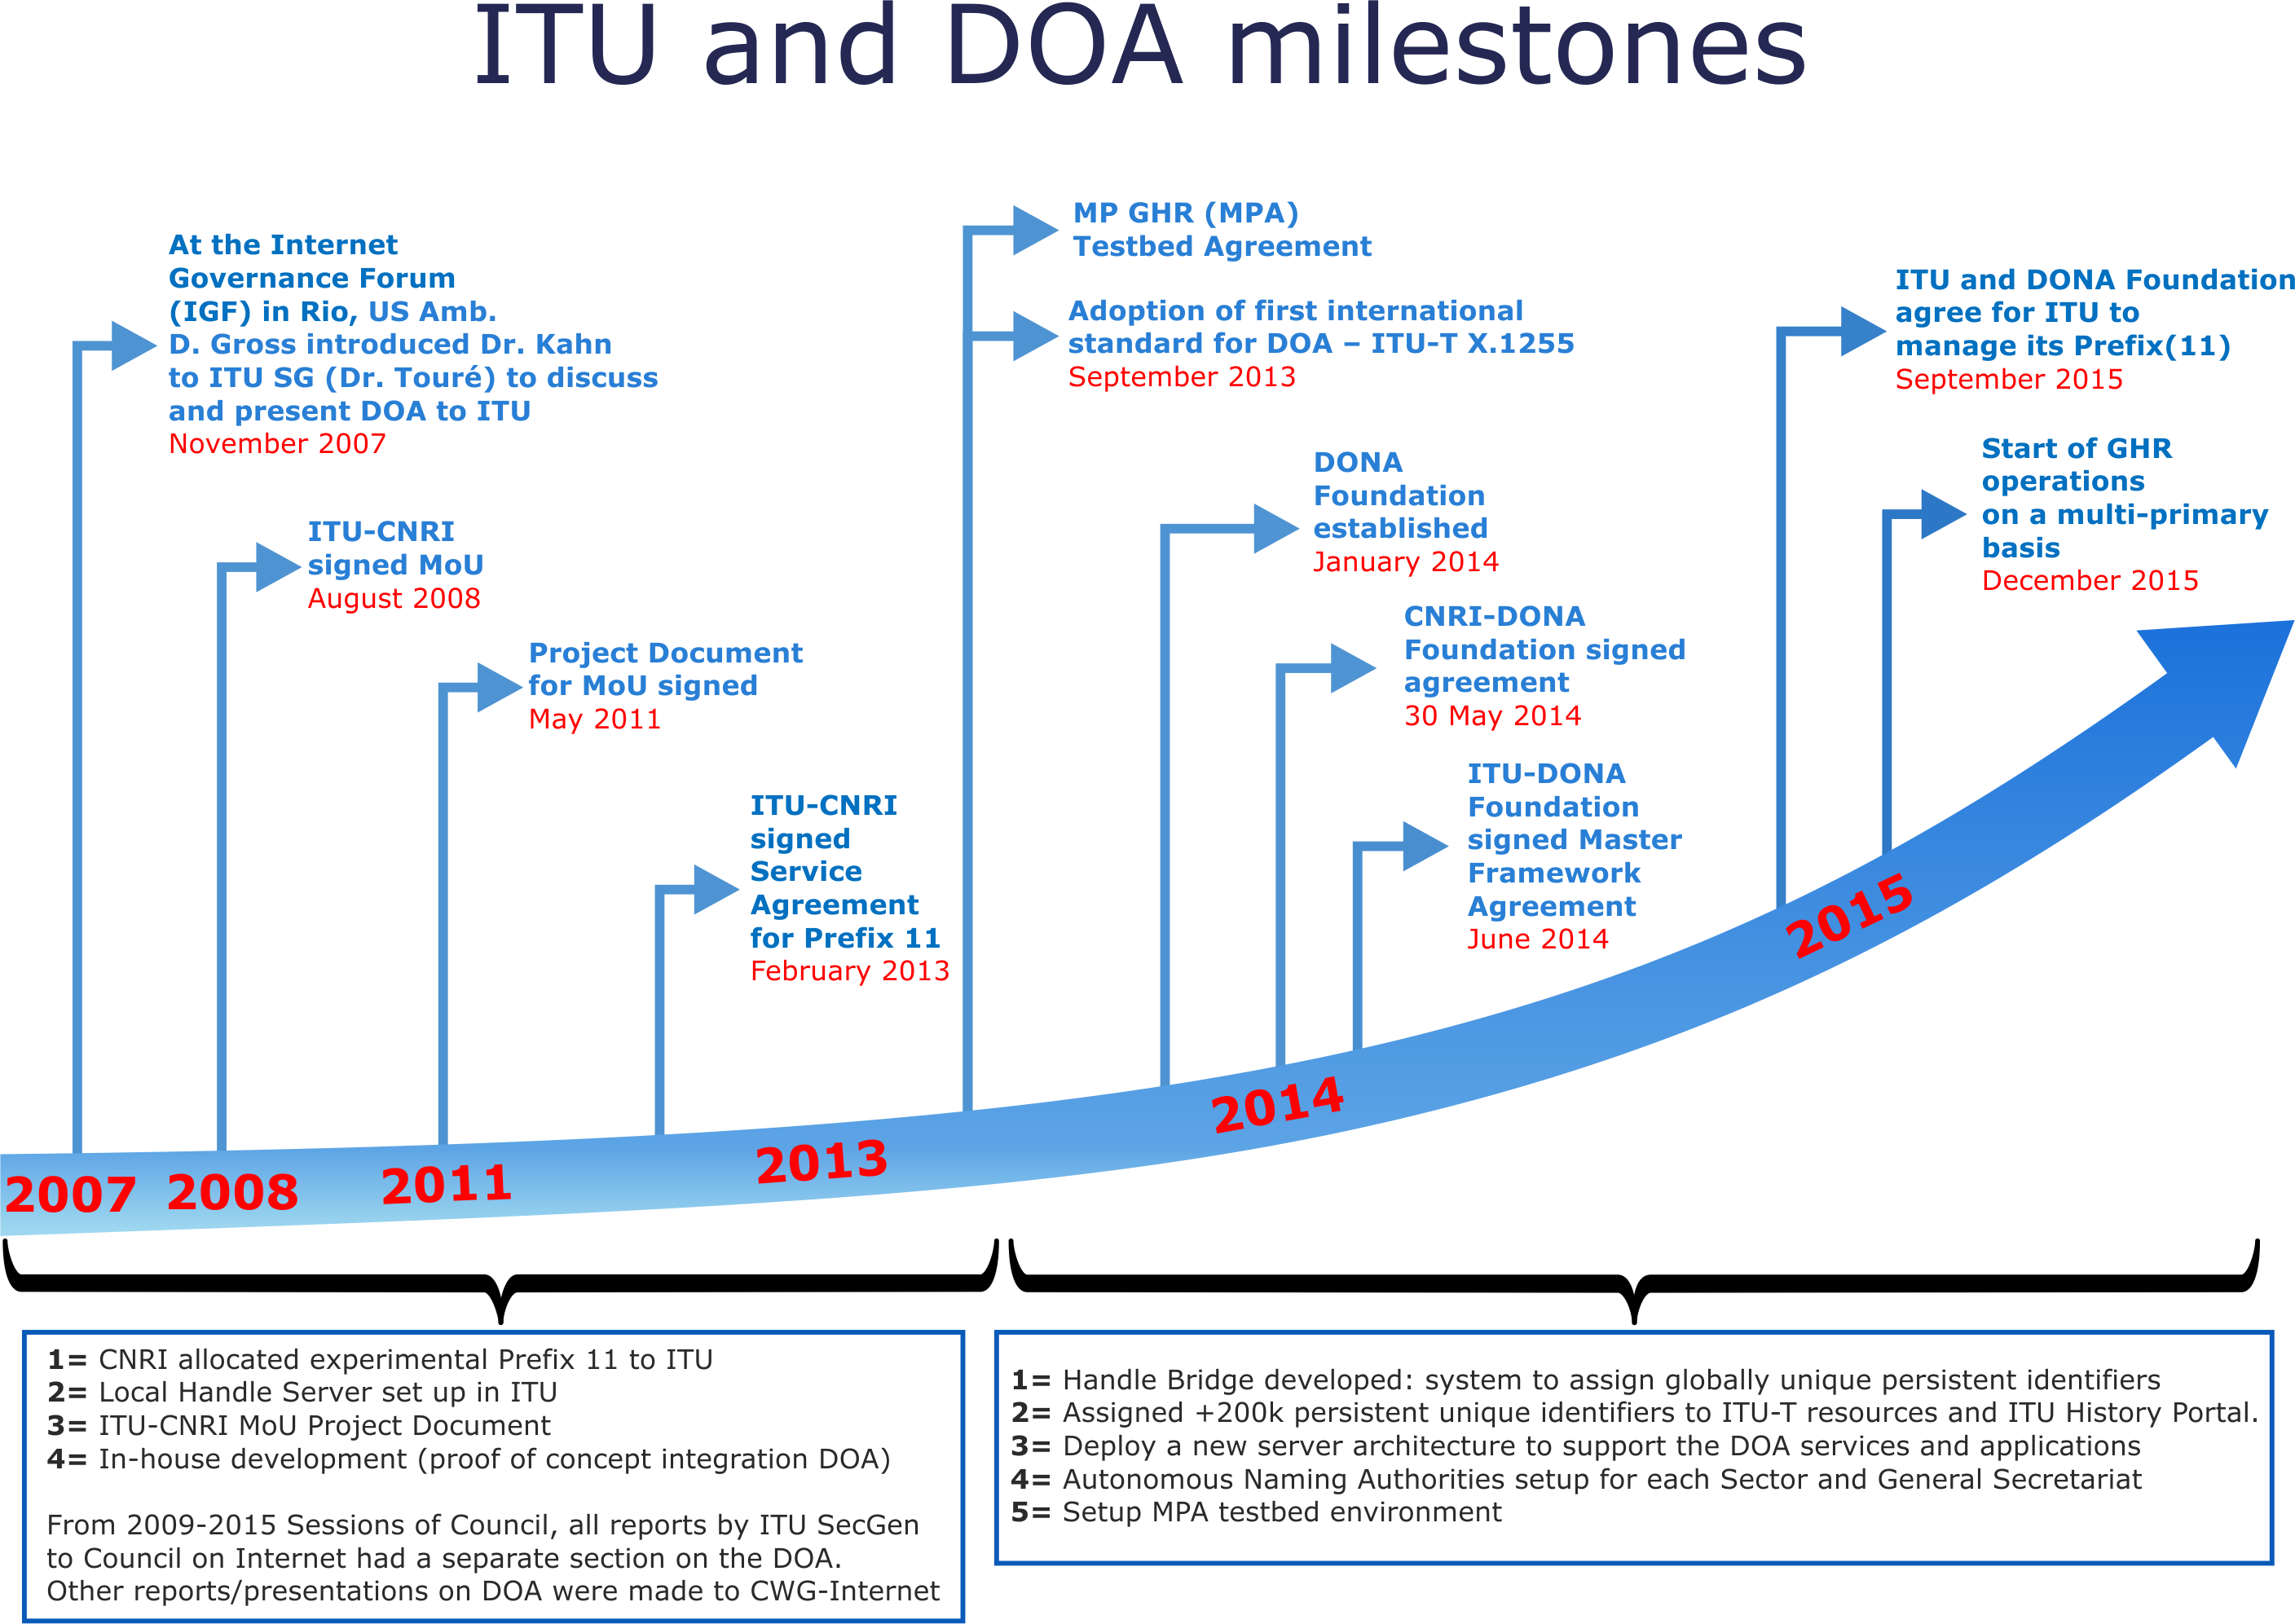 ITU and DOA milestones
At the Internet
Governance Forum
(IGF) in Rio, US Amb.
D. Gross introduced Dr. Kahn
to ITU SG (Dr. Touré) to discuss
and present DOA to ITU
November 2007
ITU-CNRI
signed MoU
August 2008
Project Document
for MoU signed
May 2011
ITU-CNRI
signed
Service
Agreement
for Prefix 11
February 2013
MP GHR (MPA)
Testbed Agreement
Adoption of first international
standard for DOA – ITU-T X.1255
September 2013
DONA
Foundation
established
January 2014
CNRI-DONA
Foundation signed
agreement
30 May 2014
ITU-DONA
Foundation
signed Master
Framework
Agreement
June 2014
ITU and DONA Foundation
agree for ITU to
manage its Prefix(11)
September 2015
Start of GHR
operations
on a multi-primary
basis
December 2015
2007
2008
2011
2013
2014
2015
1= CNRI allocated experimental Prefix 11 to ITU
2= Local Handle Server set up in ITU
3= ITU-CNRI MoU Project Document
4= In-house development (proof of concept integration DOA)
From 2009-2015 Sessions of Council, all reports by ITU SecGen
to Council on Internet had a separate section on the DOA.
Other reports/presentations on DOA were made to CWG-Internet
1= Handle Bridge developed: system to assign globally unique persistent identifiers
2= Assigned +200k persistent unique identifiers to ITU-T resources and ITU History Portal.
3= Deploy a new server architecture to support the DOA services and applications
4= Autonomous Naming Authorities setup for each Sector and General Secretariat
5= Setup MPA testbed environment